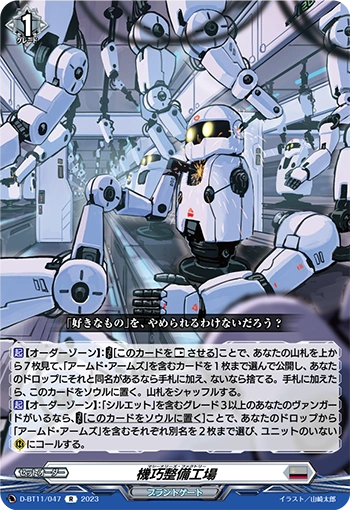 1
グレード
「好きなもの」を、やめられるわけないだろう？
起【オーダーゾーン】：[このカードを させる]ことで、あなたの山札を上か
ら７枚見て、「アームド・アームズ」を含むカードを１枚まで選んで公開し、あなた
のドロップにそれと同名があるなら手札に加え、ないなら捨てる。手札に加えた
ら、このカードをソウルに置く。山札をシャッフルする。
起【オーダーゾーン】：「シルエット」を含むグレード３以上のあなたのヴァンガー
ドがいるなら、[このカードをソウルに置く]ことで、あなたのドロップから
「アームド・アームズ」を含むそれぞれ別名を２枚まで選び、ユニットのいない
にコールする。
セットオーダー
機巧整備工場
D-BT11/047 R 2023
ブラントゲート
イラスト／山崎太郎